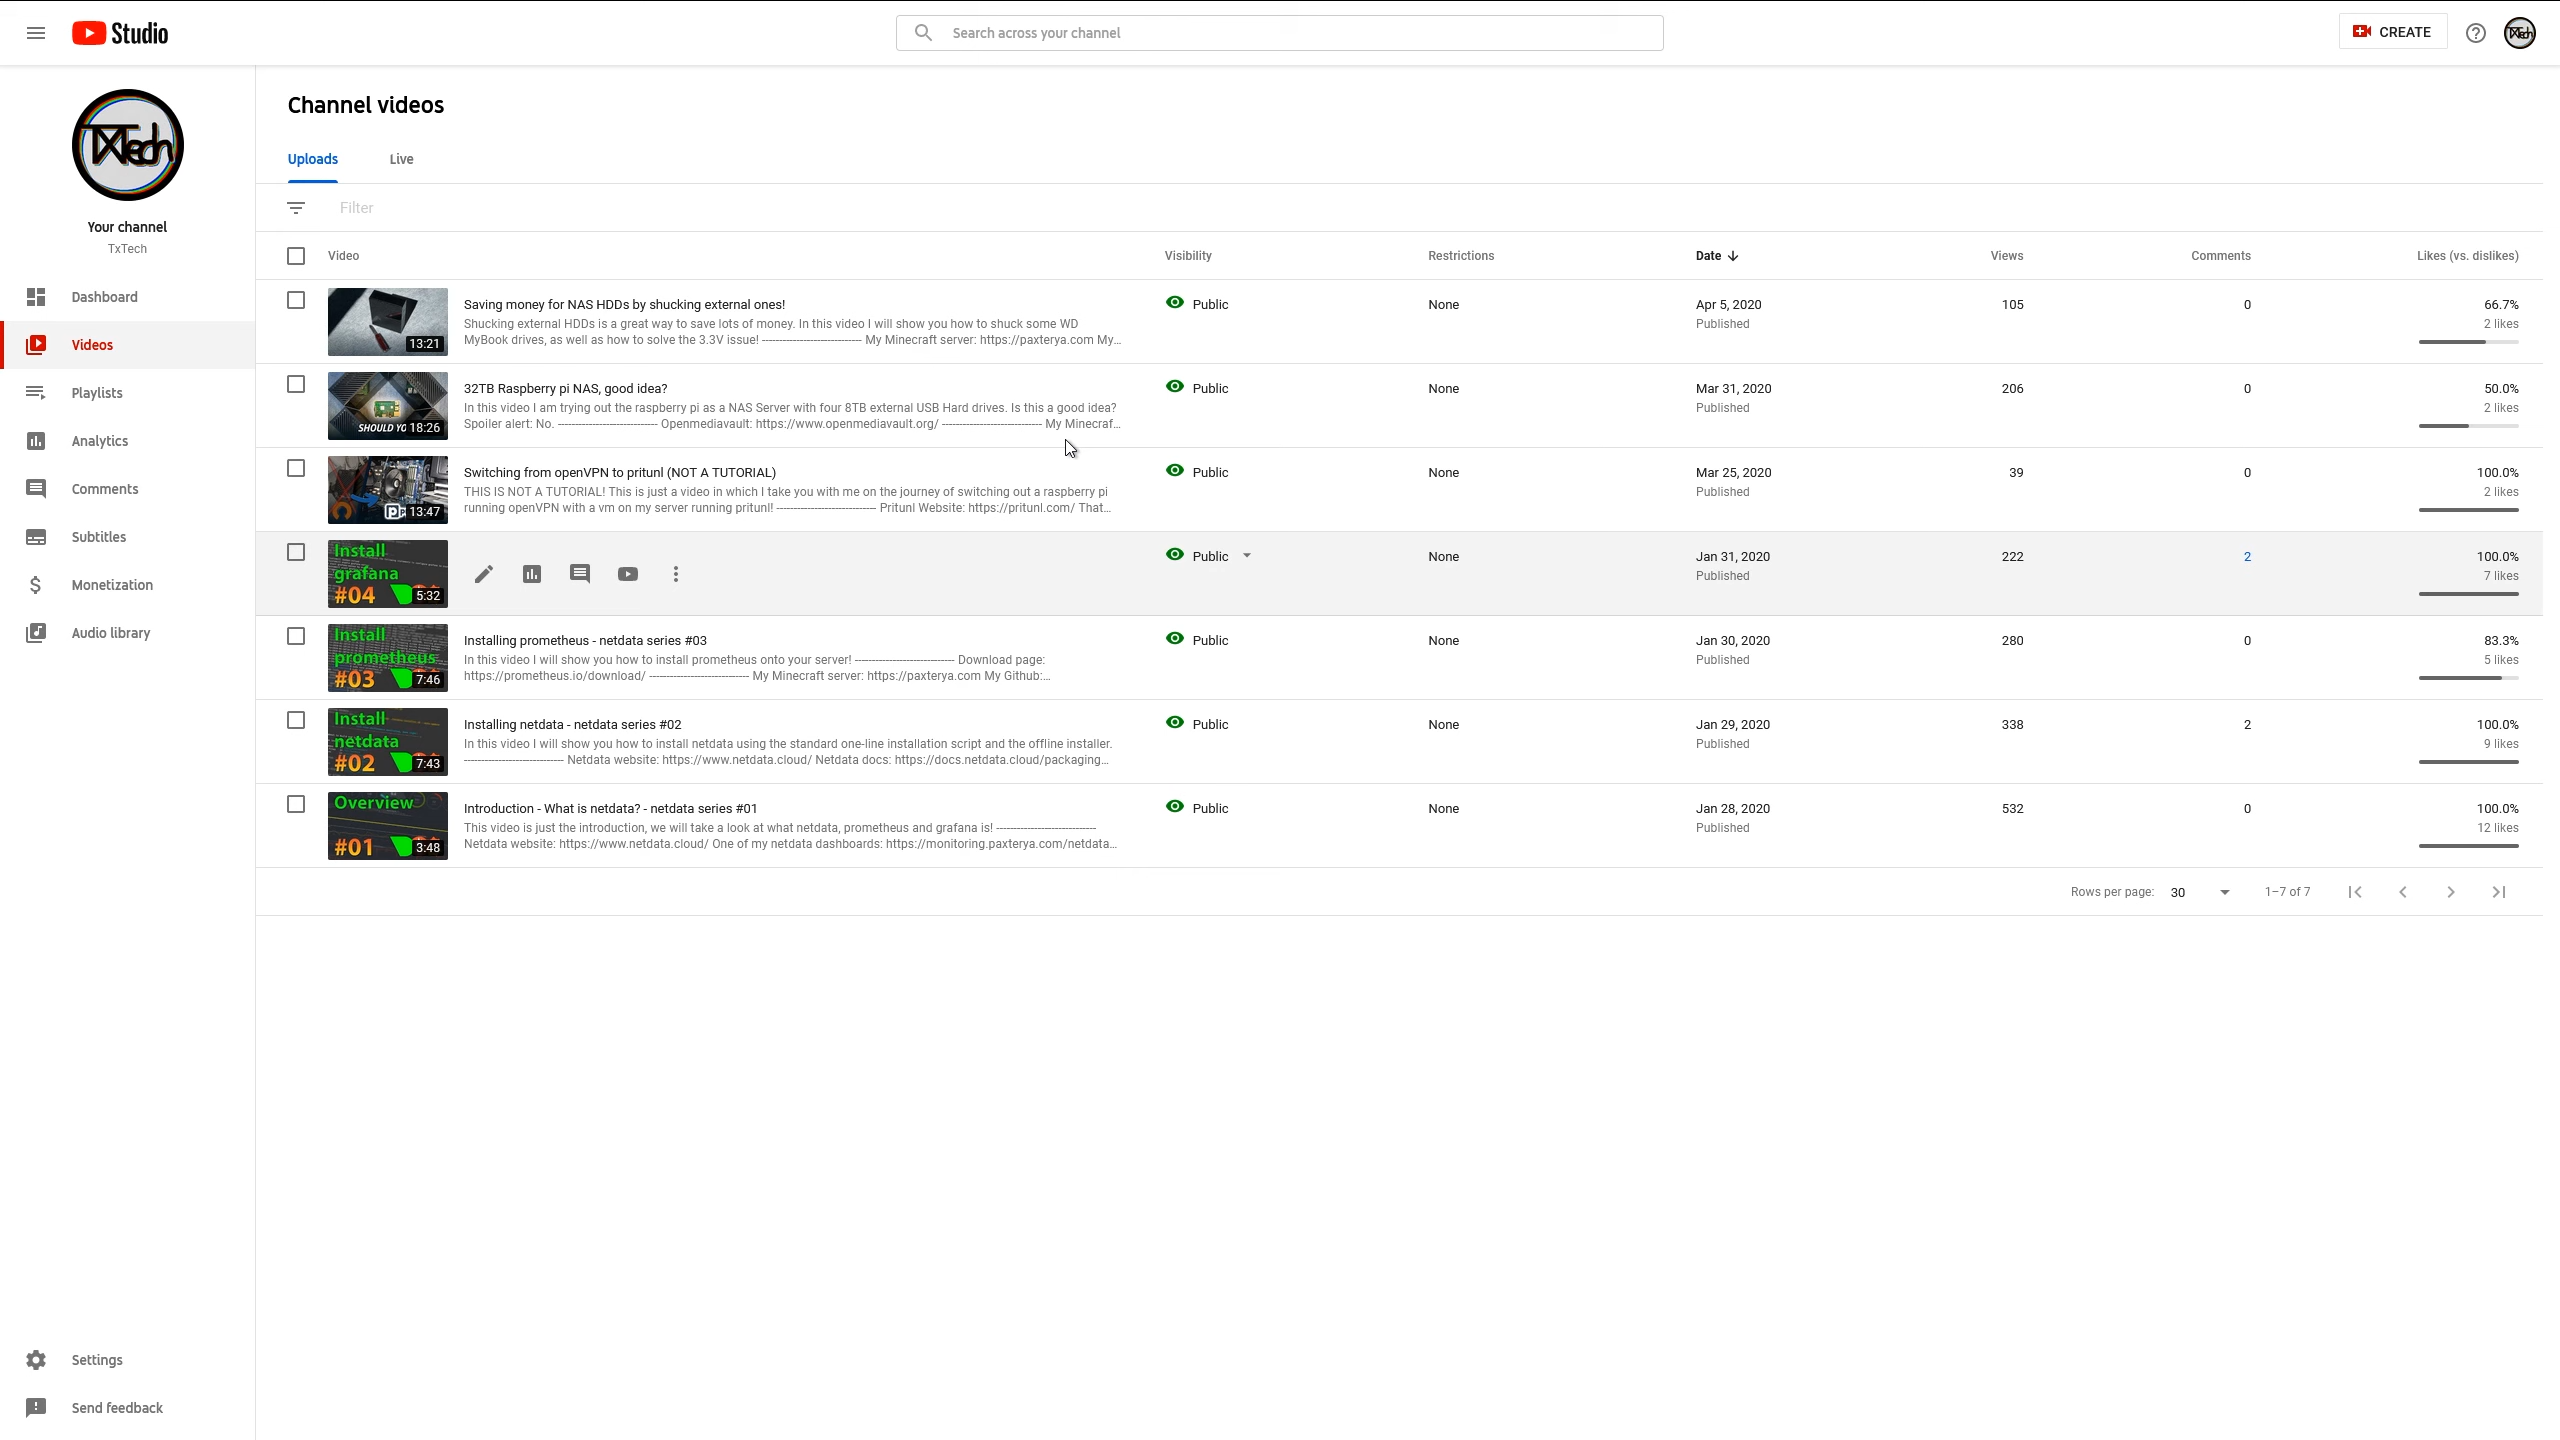 Studio
Search across your channel
CREATE
TxTech
TxTech
Your channel
TxTech
Dashboard
Videos
Playlists
Analytics
Comments
Subtitles
Monetization
Audio library
Settings
Send feedback
Channel videos
Uploads
Live
Filter
Video
Visibility
Restrictions
Date
Views
Comments
Likes (vs. dislikes)
13:21
Saving money for NAS HDDs by shucking external ones!
Shucking external HDDs is a great way to save lots of money. In this video I will show you how to shuck some WD
MyBook drives, as well as how to solve the 3.3V issue! ----------------------------- My Minecraft server: https://paxterya.com My...
Public
None
Apr 5, 2020
Published
105
0
66.7%
2 likes
SHOULD YO
18:26
32TB Raspberry pi NAS, good idea?
In this video I am trying out the raspberry pi as a NAS Server with four 8TB external USB Hard drives. Is this a good idea?
Spoiler alert: No. ----------------------------- Openmediavault: https://www.openmediavault.org/ ----------------------------- My Minecraf...
Public
None
Mar 31, 2020
Published
206
0
50.0%
2 likes
13:47
Switching from openVPN to pritunl (NOT A TUTORIAL)
THIS IS NOT A TUTORIAL! This is just a video in which I take you with me on the journey of switching out a raspberry pi
running openVPN with a vm on my server running pritunl! ----------------------------- Pritunl Website: https://pritunl.com/ That...
Public
None
Mar 25, 2020
Published
39
0
100.0%
2 likes
Install
grafana
#04
5:32
Public
None
Jan 31, 2020
Published
222
2
100.0%
7 likes
Install
prometheus
#03
7:46
Installing prometheus - netdata series #03
In this video I will show you how to install prometheus onto your server! ----------------------------- Download page:
https://prometheus.io/download/ ----------------------------- My Minecraft server: https://paxterya.com My Github:...
Public
None
Jan 30, 2020
Published
280
0
83.3%
5 likes
Install
netdata
#02
7:43
Installing netdata - netdata series #02
In this video I will show you how to install netdata using the standard one-line installation script and the offline installer.
----------------------------- Netdata website: https://www.netdata.cloud/ Netdata docs: https://docs.netdata.cloud/packaging...
Public
None
Jan 29, 2020
Published
338
2
100.0%
9 likes
Overview
#01
3:48
Introduction - What is netdata? - netdata series #01
This video is just the introduction, we will take a look at what netdata, prometheus and grafana is! -----------------------------
Netdata website: https://www.netdata.cloud/ One of my netdata dashboards: https://monitoring.paxterya.com/netdata...
Public
None
Jan 28, 2020
Published
532
0
100.0%
12 likes
Rows per page:
30
1–7 of 7